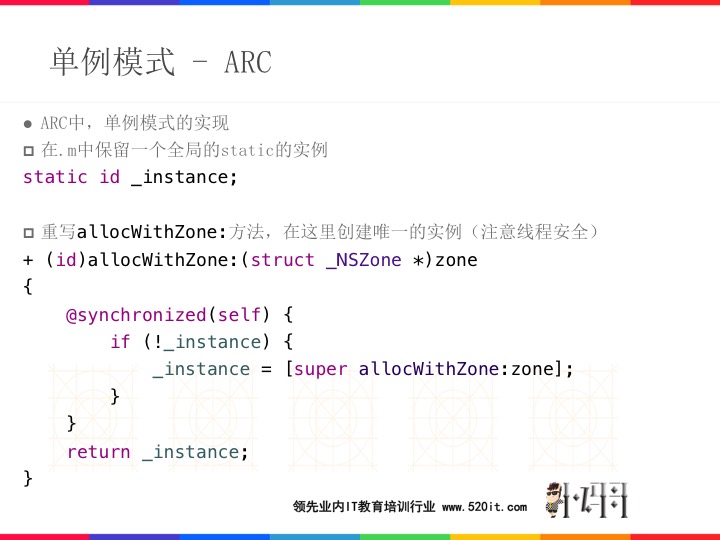 单例模式 - ARC
● ARC中，单例模式的实现
在.m中保留一个全局的static的实例
static id _instance;
重写allocWithZone:方法，在这里创建唯一的实例（注意线程安全）
+ (id)allocWithZone:(struct _NSZone *)zone
{
    @synchronized(self) {
        if (!_instance) {
            _instance = [super allocWithZone:zone];
        }
    }
    return _instance;
}
领先业内IT教育培训行业 www.520it.com
小码哥